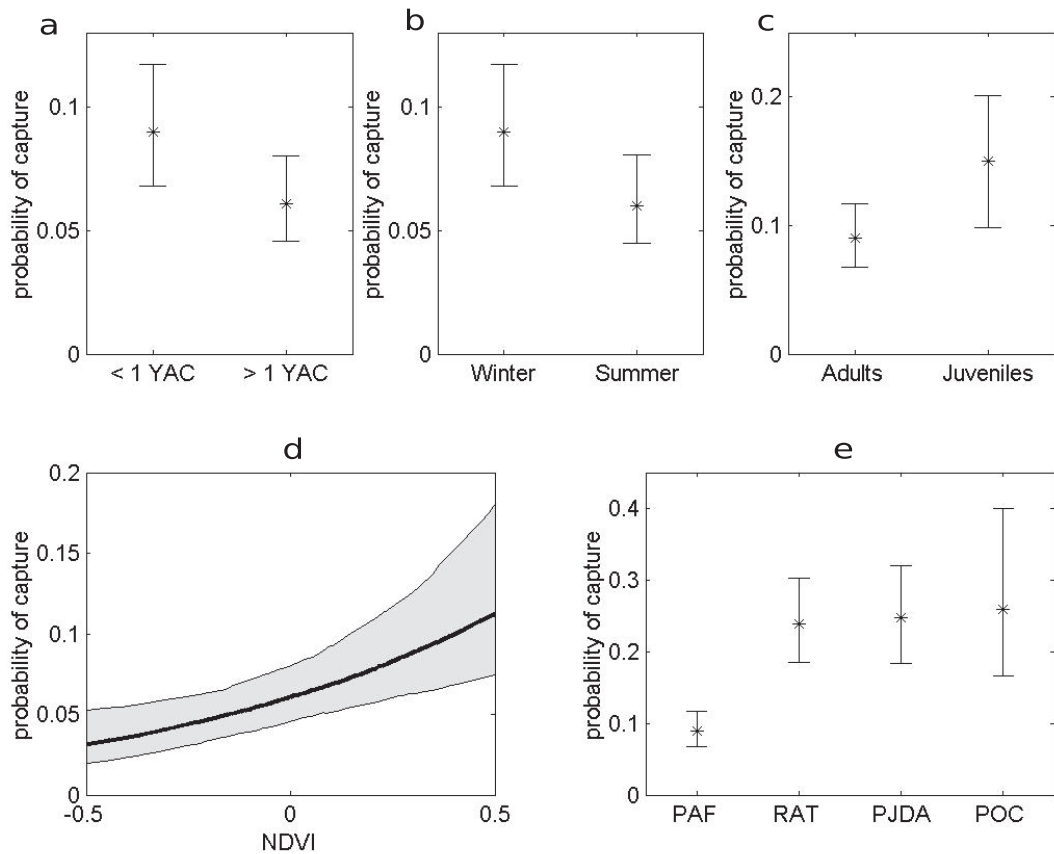 a
probability of capture
0.1
0.05
0
< 1 YAC > 1 YAC
b
probability of capture
0.1
0.05
0
Winter Summer
c
probability of capture
0.2
0.1
0
Adults Juveniles
d
probability of capture
0.2
0.15
0.1
0.05
0
-0.5 0 0.5
NDVI
e
probability of capture
0.4
0.3
0.2
0.1
0
PAF RAT PJDA POC